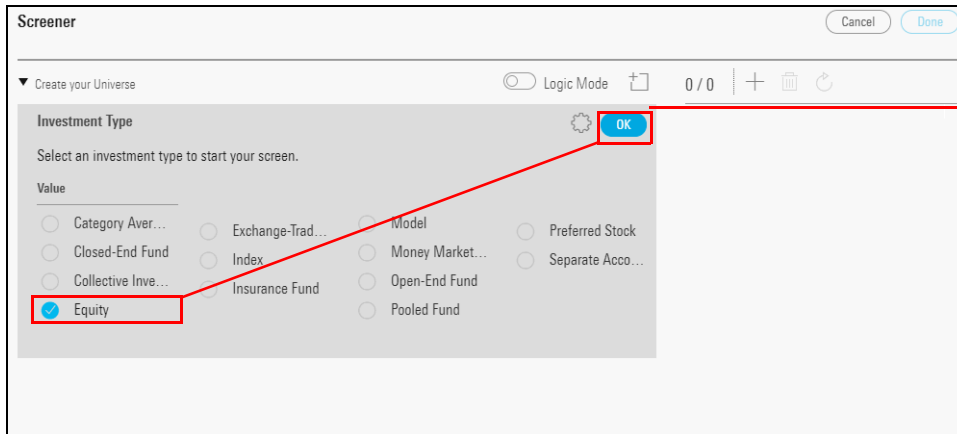 Screener
Cancel
Done
Create your Universe
Logic Mode
0 / 0
Investment Type
OK
Select an investment type to start your screen.
Value
Category Aver...
Closed-End Fund
Collective Inve...
Equity
Exchange-Trad...
Index
Insurance Fund
Model
Money Market...
Open-End Fund
Pooled Fund
Preferred Stock
Separate Acco...